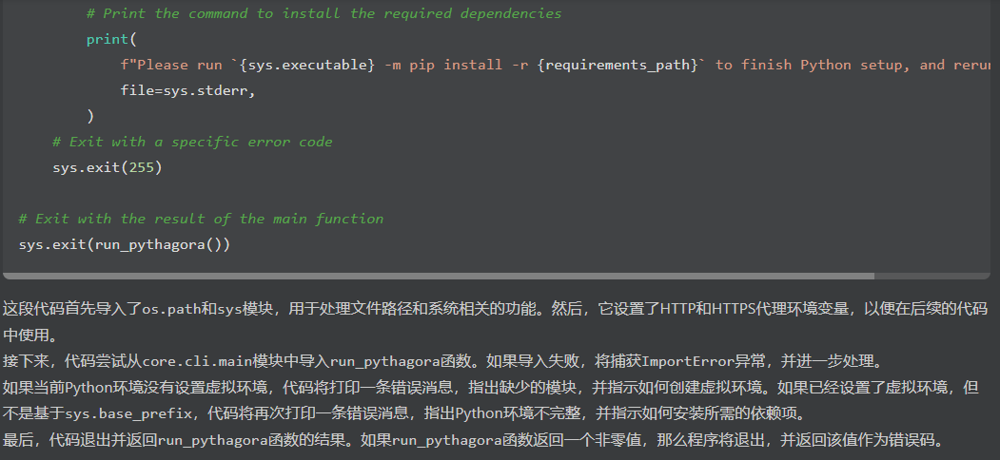 # Print the command to install the required dependencies
print(
f"Please run `{sys.executable} -m pip install -r {requirements_path}` to finish Python setup, and rerun
file=sys.stderr,
)
# Exit with a specific error code
sys.exit(255)
# Exit with the result of the main function
sys.exit(run_pythagora())
这段代码首先导入了os.path和sys模块，用于处理文件路径和系统相关的功能。然后，它设置了HTTP和HTTPS代理环境变量，以便在后续的代码
中使用。
接下来，代码尝试从core.cli.main模块中导入run_pythagora函数。如果导入失败，将捕获ImportError异常，并进一步处理。
如果当前Python环境没有设置虚拟环境，代码将打印一条错误消息，指出缺少的模块，并指示如何创建虚拟环境。如果已经设置了虚拟环境，但
不是基于sys.base_prefix，代码将再次打印一条错误消息，指出Python环境不完整，并指示如何安装所需的依赖项。
最后，代码退出并返回run_pythagora函数的结果。如果run_pythagora函数返回一个非零值，那么程序将退出，并返回该值作为错误码。